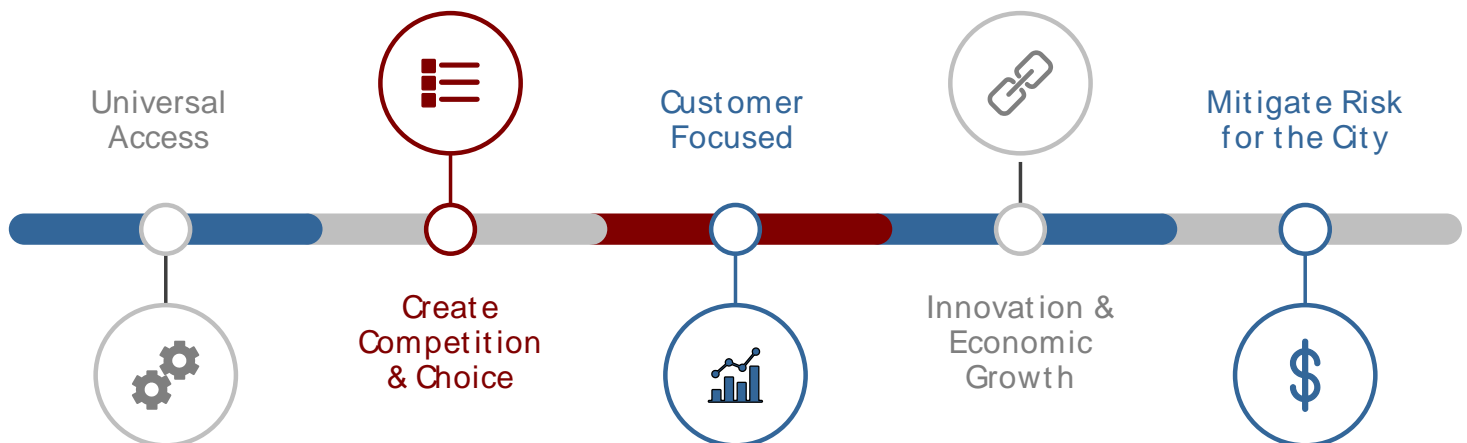 Universal
Access
Create
Competition
& Choice
Customer
Focused
Innovation &
Economic
Growth
Mitigate Risk
for the City
$